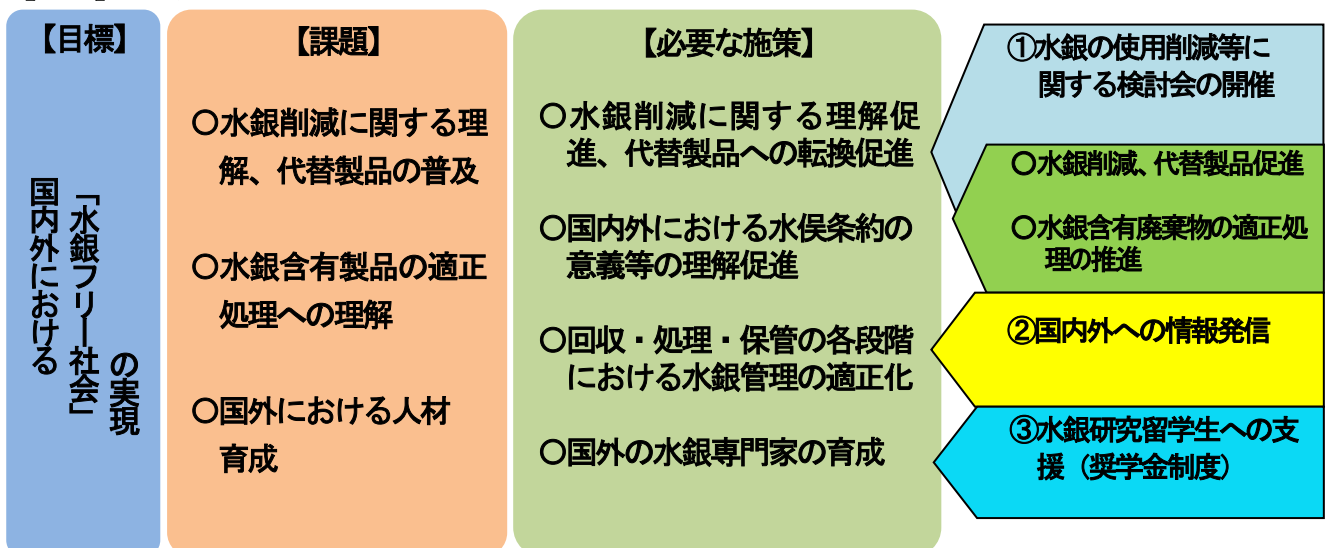 【目標】
国内外における
「水銀フリー社会」
の実現
【課題】
○水銀削減に関する理
解、代替製品の普及
○水銀含有製品の適正
処理への理解
○国外における人材
育成
【必要な施策】
○水銀削減に関する理解促
進、代替製品への転換促進
○国内外における水俣条約の
意義等の理解促進
○回収・処理・保管の各段階
における水銀管理の適正化
○国外の水銀専門家の育成
①水銀の使用削減等に
関する検討会の開催
○水銀削減、代替製品促進
○水銀含有廃棄物の適正処
理の推進
②国内外への情報発信
③水銀研究留学生への支
援（奨学金制度）